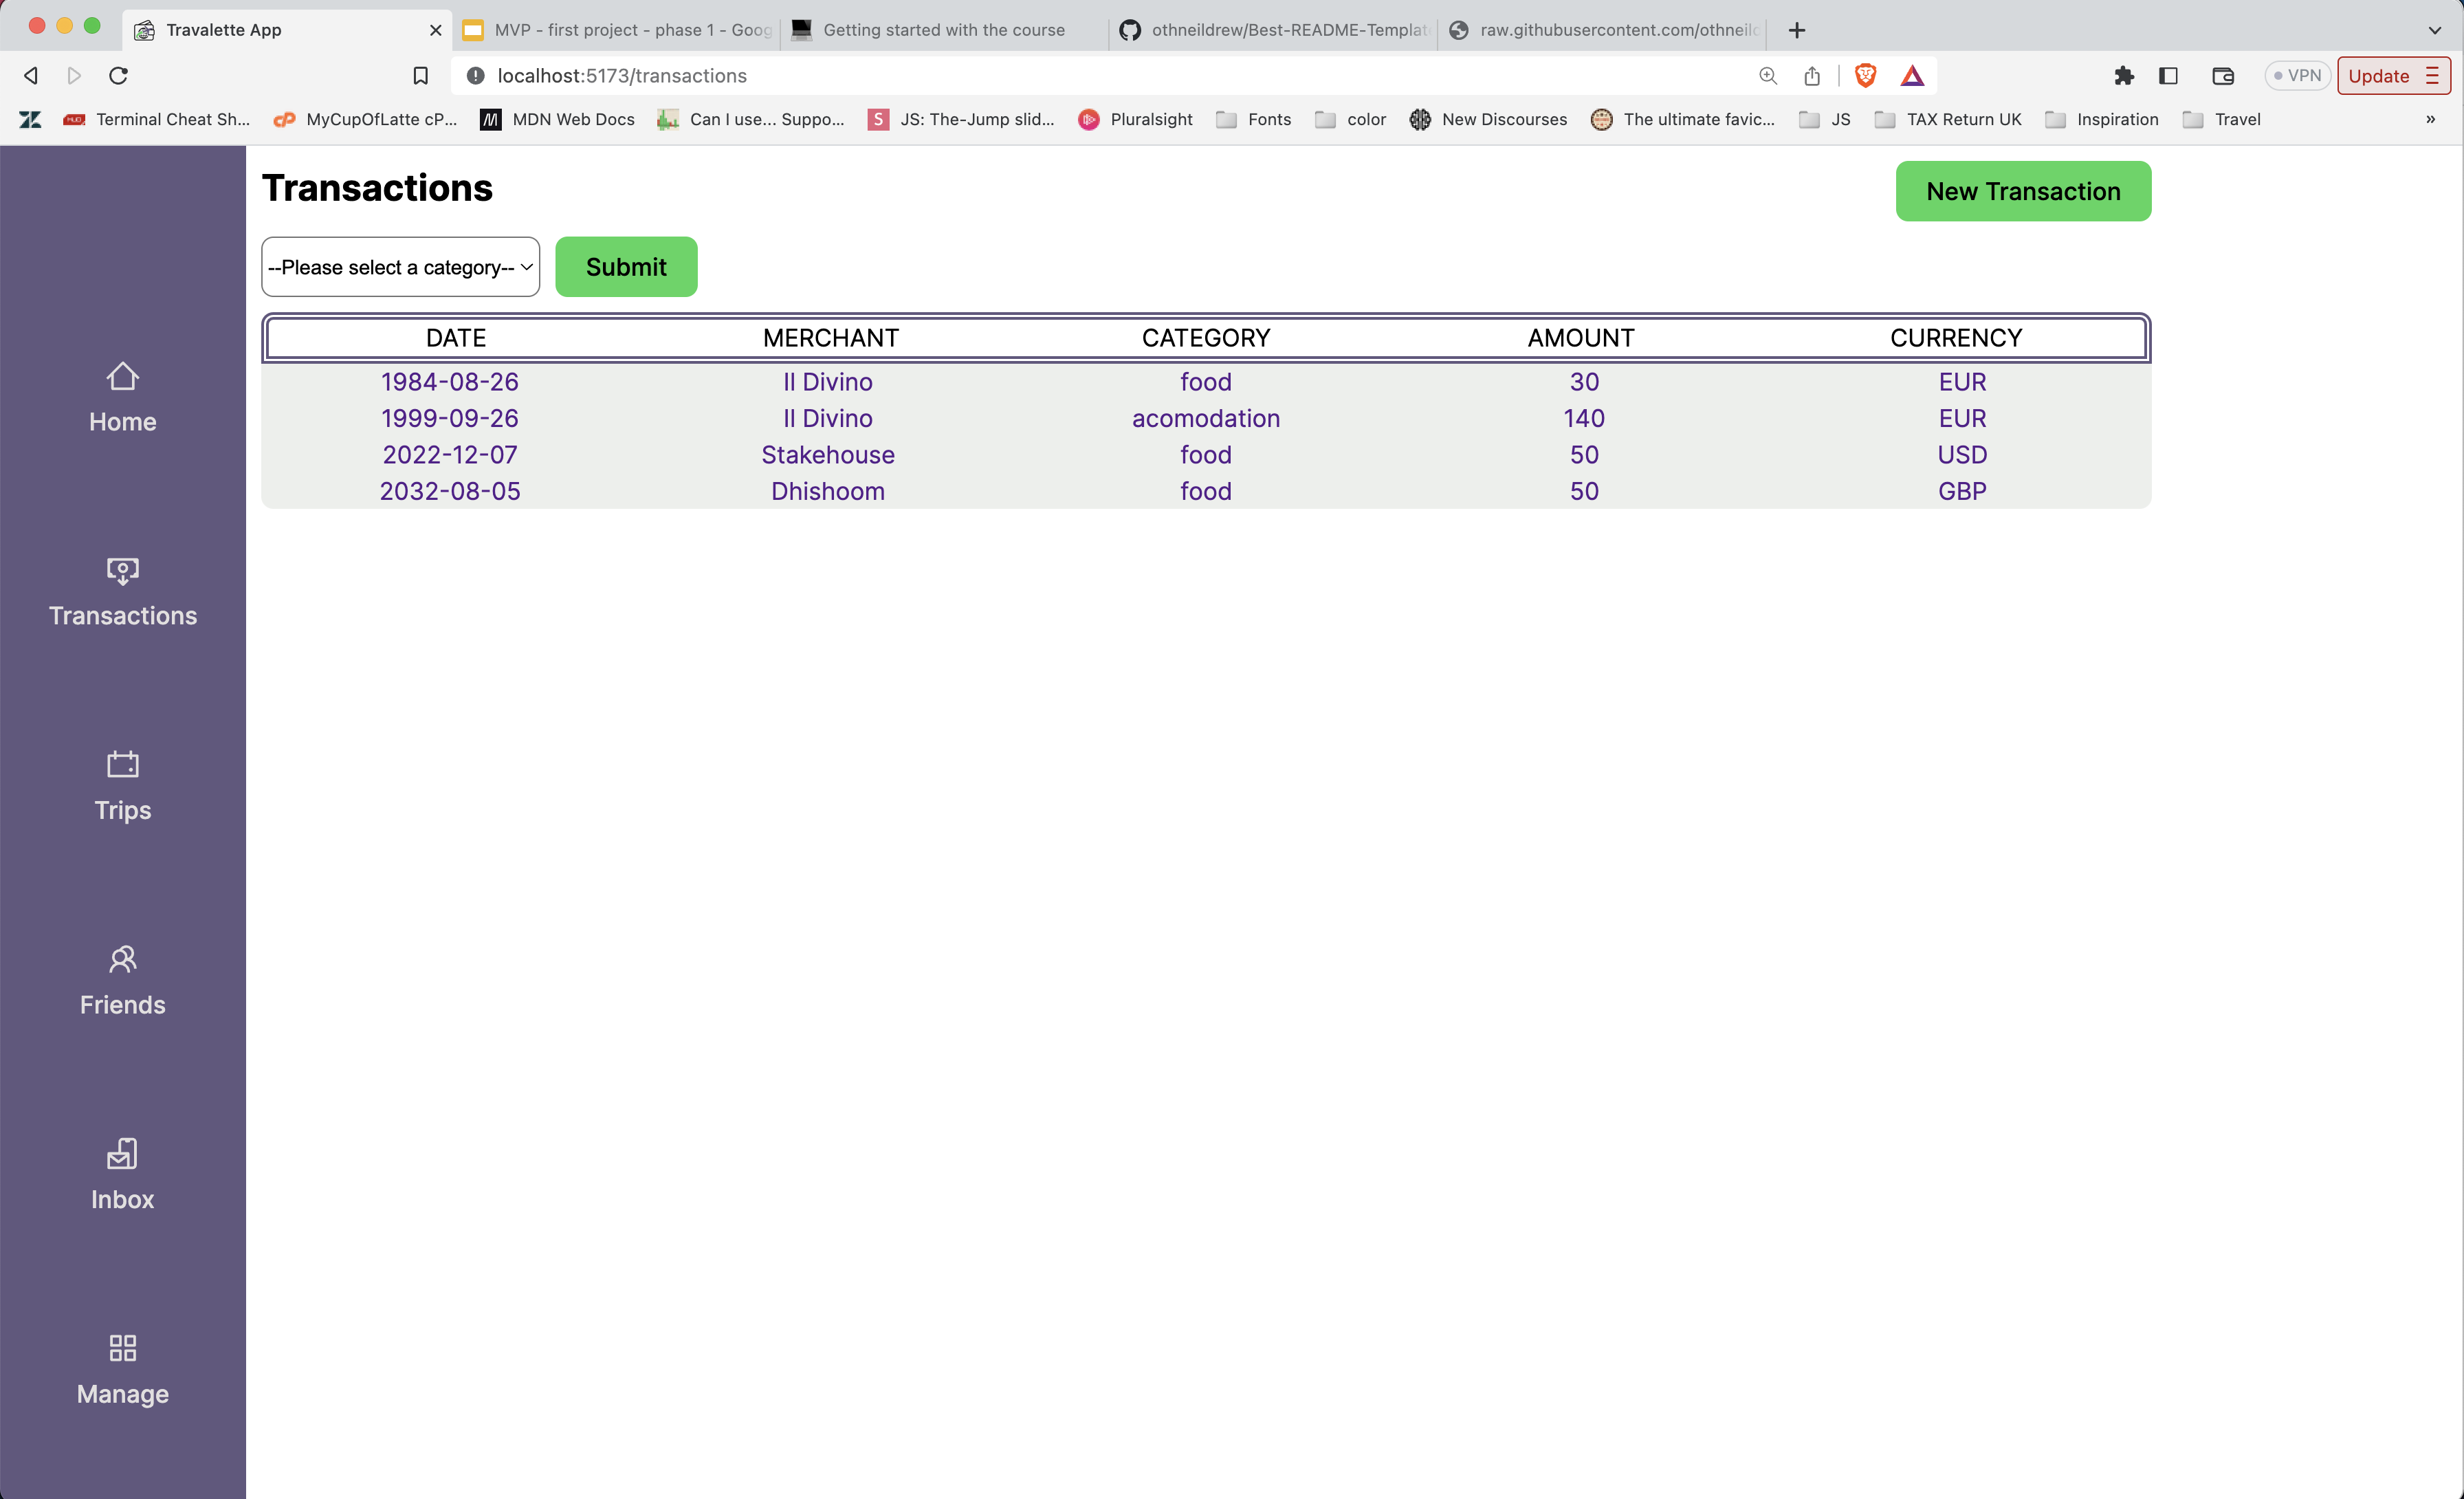 Travalette App
MVP - first project - phase 1 - Goog
Getting started with the course
othneildrew/Best-README-Templat
raw.githubusercontent.com/othneild
localhost:5173/transactions
VPN
Update
Terminal Cheat Sh...
cP
MyCupOfLatte cP...
M
MDN Web Docs
Can I use... Suppo...
S
JS: The-Jump slid...
Pluralsight
Fonts
color
New Discourses
The ultimate favic...
JS
TAX Return UK
Inspiration
Travel
»
Transactions
New Transaction
--Please select a category--
Submit
DATE MERCHANT CATEGORY AMOUNT CURRENCY
1984-08-26 Il Divino food 30 EUR
1999-09-26 Il Divino acomodation 140 EUR
2022-12-07 Stakehouse food 50 USD
2032-08-05 Dhishoom food 50 GBP
Home
Transactions
Trips
Friends
Inbox
Manage